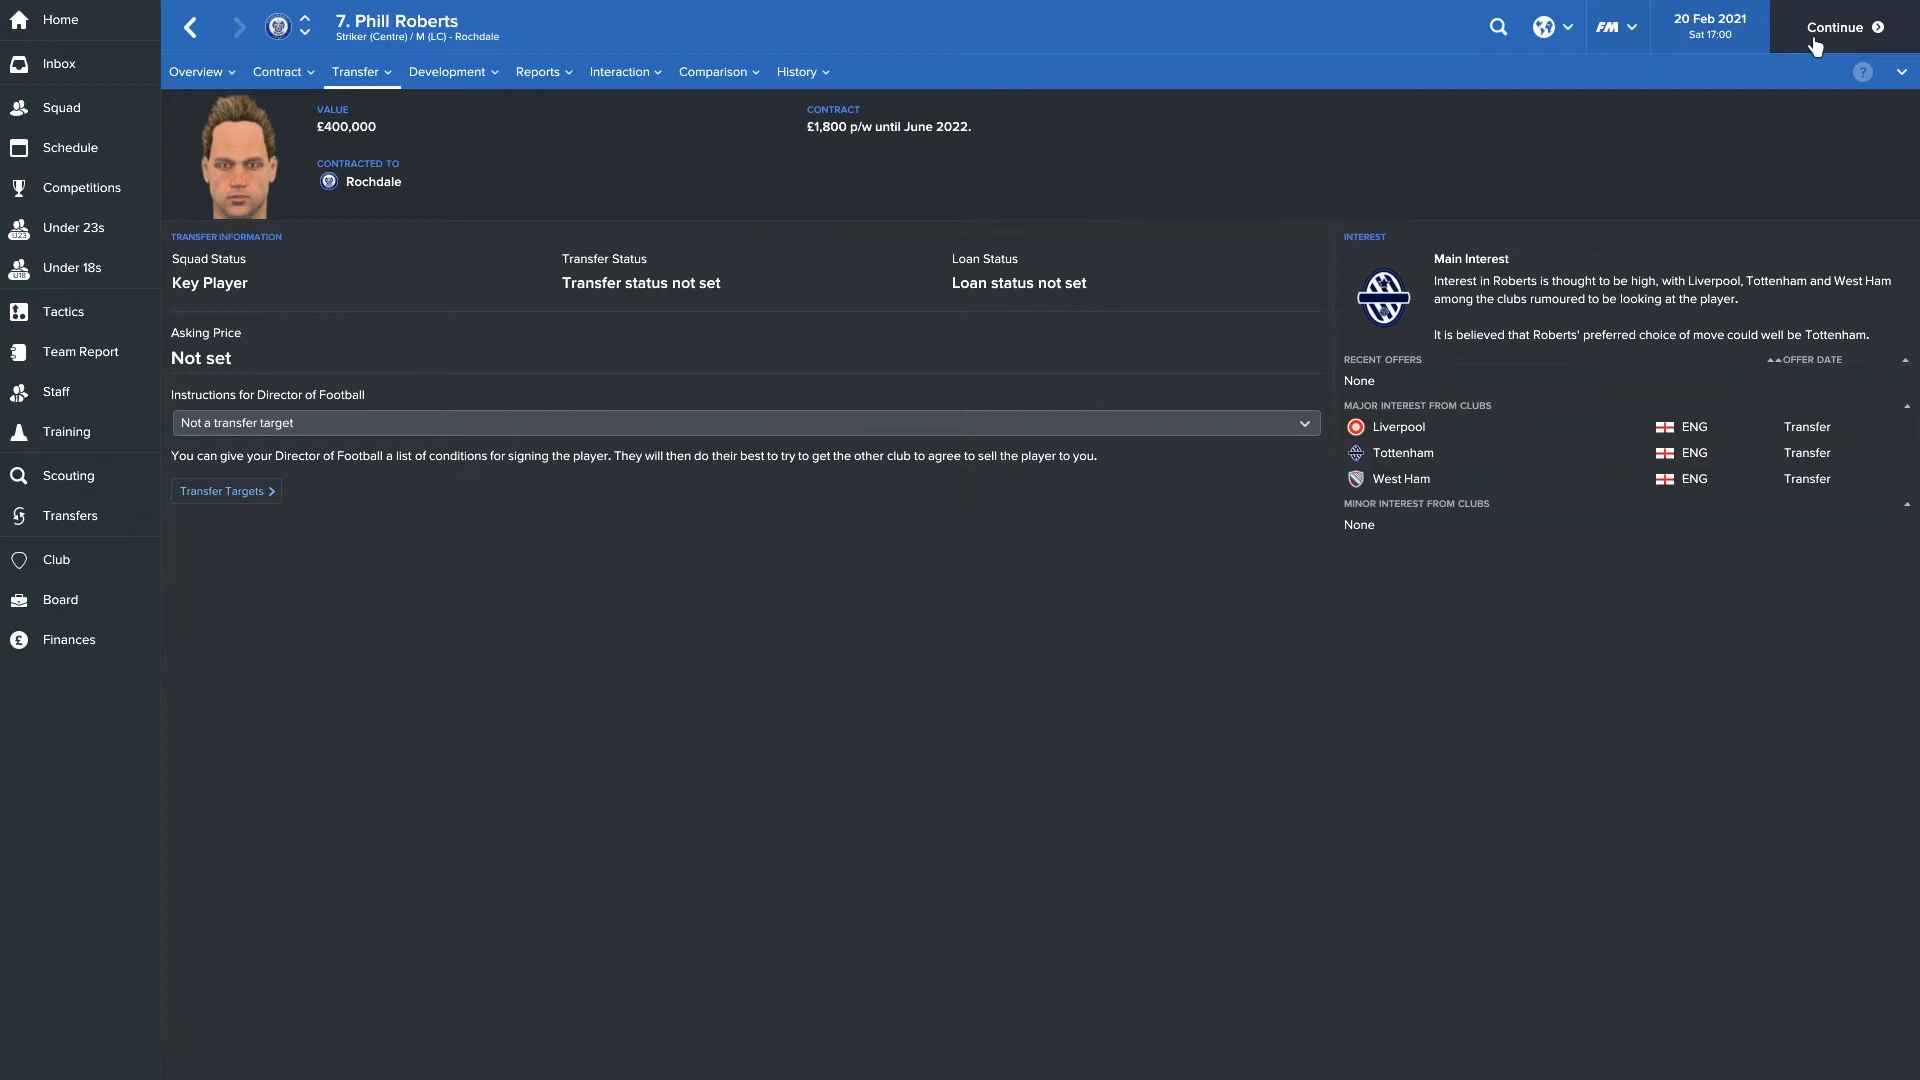 Home
Inbox
Squad
Schedule
Competitions
Under 23s
Under 18s
Tactics
Team Report
Staff
Training
Scouting
Transfers
Club
Board
Finances
7. Phill Roberts
Striker (Centre) / M (LC) - Rochdale
FM
20 Feb 2021
Sat 17:00
Continue
Overview Contract Transfer Development Reports Interaction Comparison History ?
VALUE
£400,000
CONTRACTED TO
Rochdale
CONTRACT
£1,800 p/w until June 2022.
TRANSFER INFORMATION
Squad Status Transfer Status Loan Status
Key Player Transfer status not set Loan status not set
Asking Price
Not set
Instructions for Director of Football
Not a transfer target
You can give your Director of Football a list of conditions for signing the player. They will then do their best to try to get the other club to agree to sell the player to you.
Transfer Targets
INTEREST
Main Interest
Interest in Roberts is thought to be high, with Liverpool, Tottenham and West Ham
among the clubs rumoured to be looking at the player.
It is believed that Roberts' preferred choice of move could well be Tottenham.
RECENT OFFERS OFFER DATE
None
MAJOR INTEREST FROM CLUBS
Liverpool ENG Transfer
Tottenham ENG Transfer
West Ham ENG Transfer
MINOR INTEREST FROM CLUBS
None